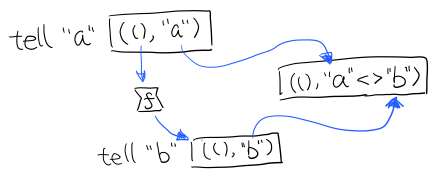 tell "a" ((), "a")
((), "a"<>"b")
f
tell "b" ((), "b")